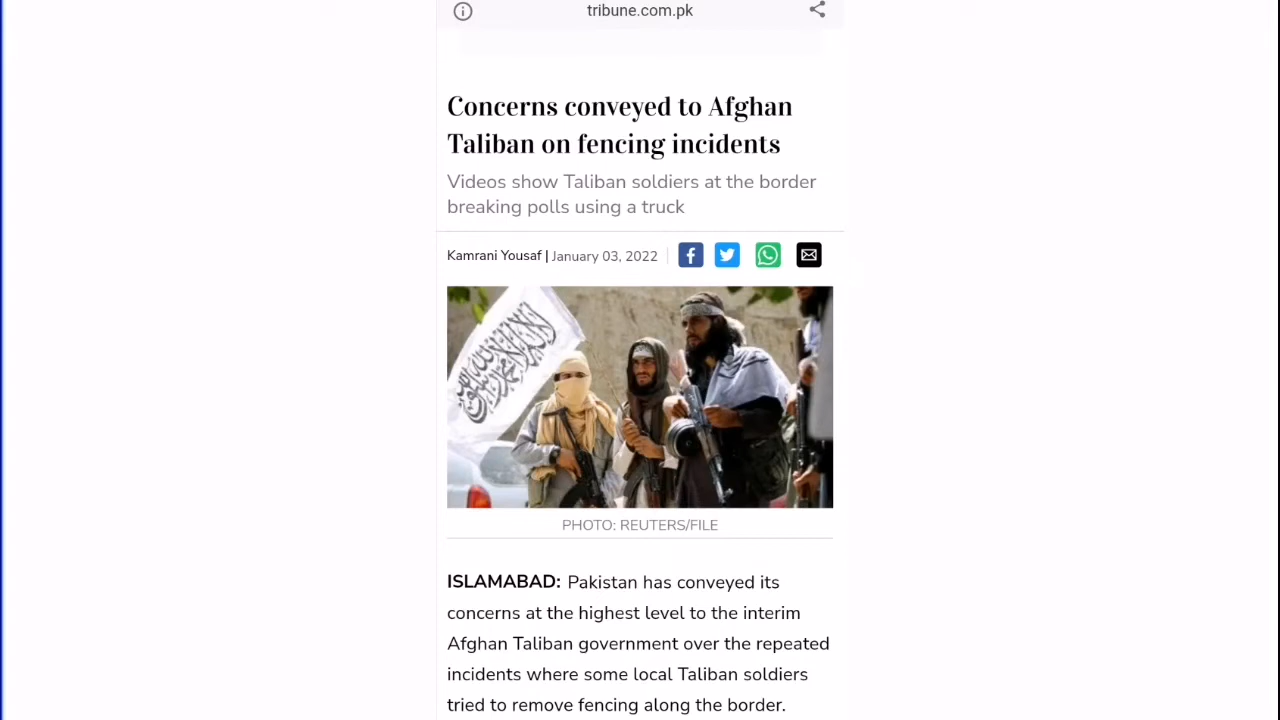 tribune.com.pk
Concerns conveyed to Afghan
Taliban on fencing incidents
Videos show Taliban soldiers at the border
breaking polls using a truck
Kamrani Yousaf | January 03, 2022
PHOTO: REUTERS/FILE
ISLAMABAD: Pakistan has conveyed its
concerns at the highest level to the interim
Afghan Taliban government over the repeated
incidents where some local Taliban soldiers
tried to remove fencing along the border.